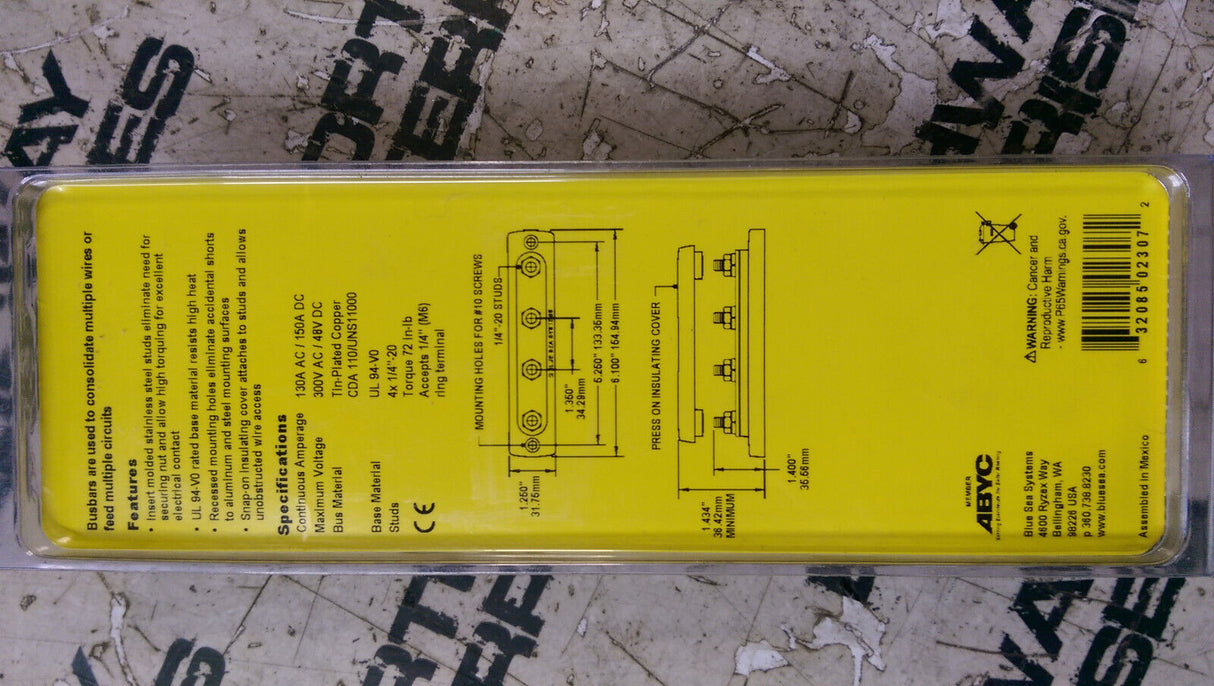 Busbars are used to consolidate multiple wires or
feed multiple circuits
Features
• Insert molded stainless steel studs eliminate need for
securing nut and allow high torquing for excellent
electrical contact
• UL 94-V0 rated base material resists high heat
• Recessed mounting holes eliminate accidental shorts
to aluminum and steel mounting surfaces
• Snap-on insulating cover attaches to studs and allows
unobstructed wire access
Specifications
Continuous Amperage 130A AC / 150A DC
Maximum Voltage 300V AC / 48V DC
Bus Material Tin-Plated Copper
CDA 110/UNS11000
Base Material UL 94-V0
Studs 4x 1/4"-20
Torque 72 in-lb
Accepts 1/4" (M6)
ring terminal
CE
MOUNTING HOLES FOR #10 SCREWS
1/4"-20 STUDS
1.250"
31.75mm
1.350"
34.29mm
5.250" 133.35mm
6.100" 154.94mm
PRESS ON INSULATING COVER
1.434"
36.42mm
MINIMUM
1.400"
35.56mm
MEMBER
ABYC
Blue Sea Systems
4600 Ryzex Way
Bellingham, WA
98226 USA
p 360.738.8230
www.bluesea.com
Assembled in Mexico
⚠WARNING: Cancer and
Reproductive Harm
- www.P65Warnings.ca.gov.
6 32085 02307 2